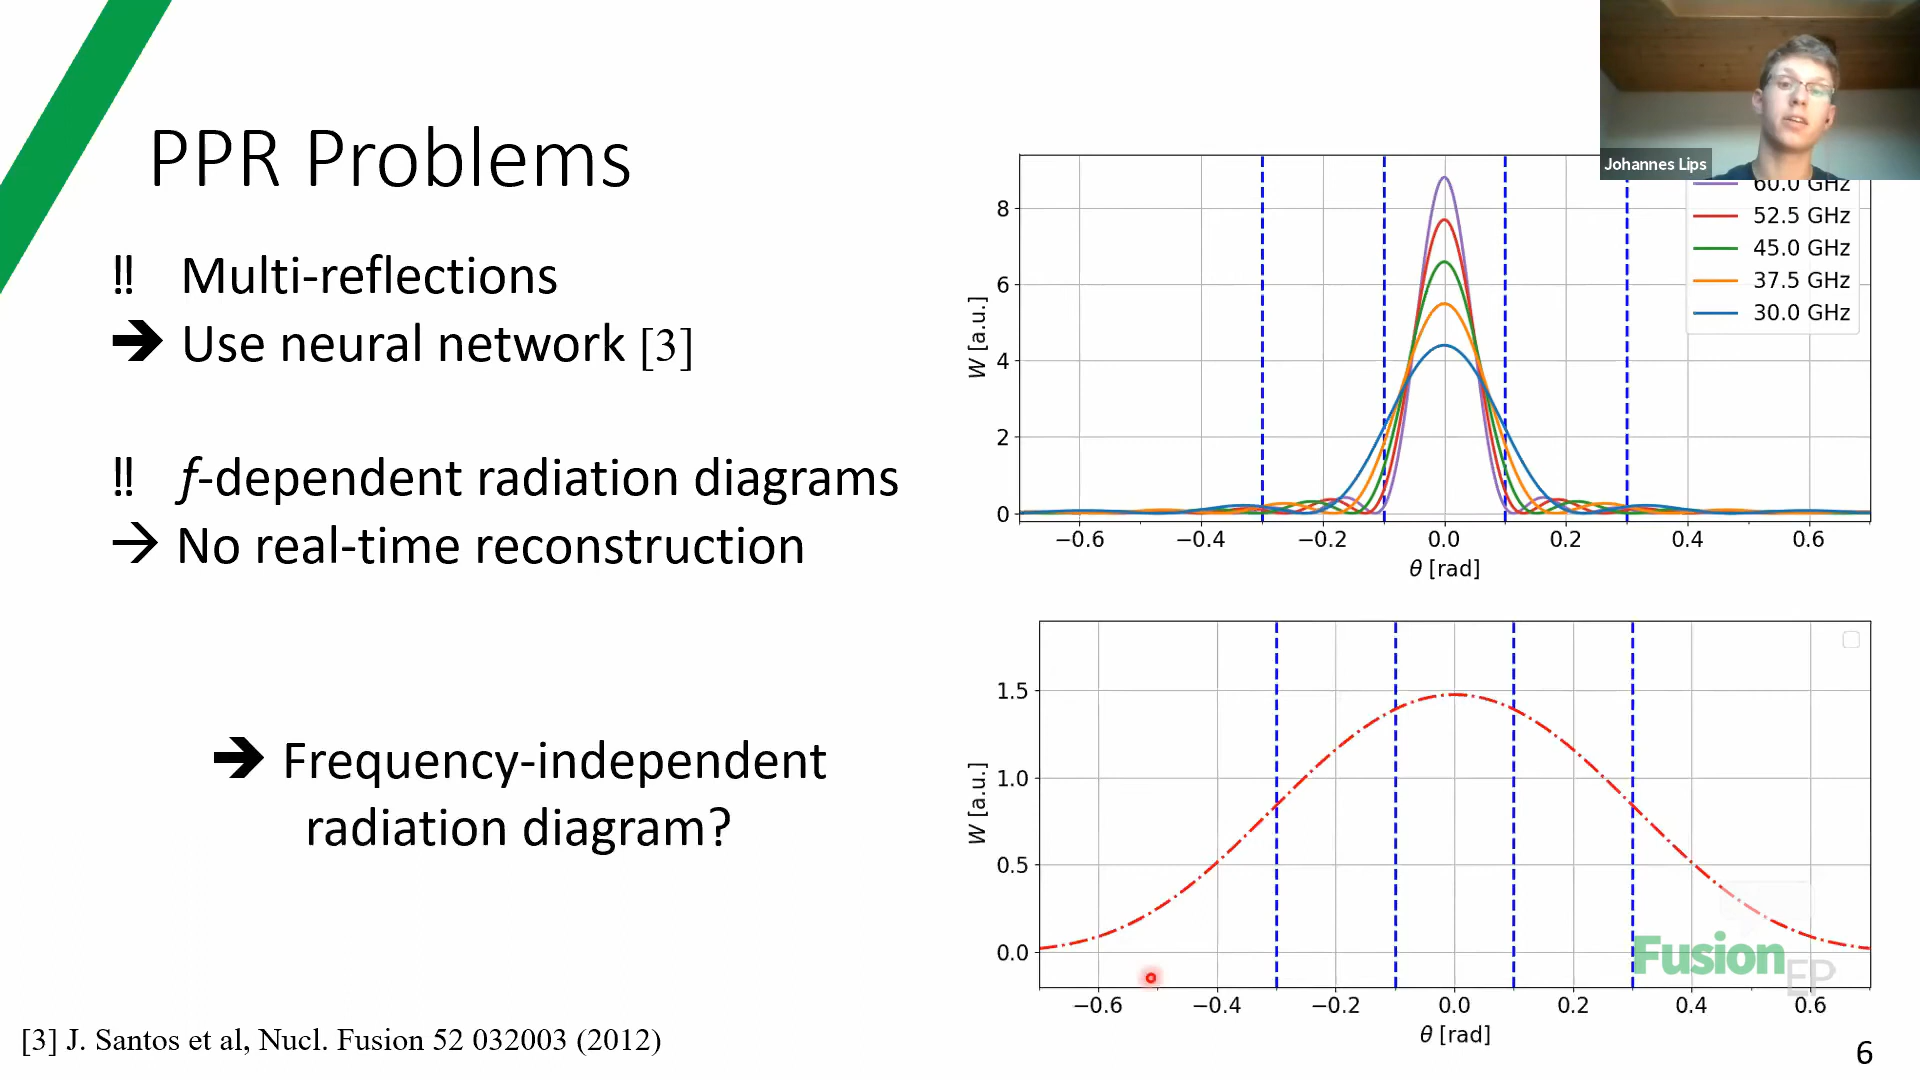 PPR Problems
‼ Multi-reflections
➔ Use neural network [3]
‼ f-dependent radiation diagrams
→ No real-time reconstruction
➔ Frequency-independent
radiation diagram?
[3] J. Santos et al, Nucl. Fusion 52 032003 (2012)
Johannes Lips
60.0 GHz
52.5 GHz
45.0 GHz
37.5 GHz
30.0 GHz
W [a.u.]
8
6
4
2
0
−0.6 −0.4 −0.2 0.0 0.2 0.4 0.6
θ [rad]
W [a.u.]
1.5
1.0
0.5
0.0
−0.6 −0.4 −0.2 0.0 0.2 0.4 0.6
θ [rad]
Fusion
EP
6